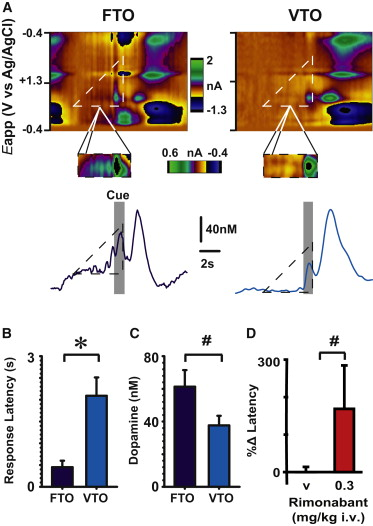 A
FTO
VTO
Eapp (V vs Ag/AgCl)
-0.4
+1.3
-0.4
2
nA
-1.3
0.6 nA -0.4
Cue
40nM
2s
B
Response Latency (s)
3
0
*
FTO VTO
C
Dopamine (nM)
80
40
0
#
FTO VTO
D
%Δ Latency
300
0
#
v 0.3
Rimonabant
(mg/kg i.v.)